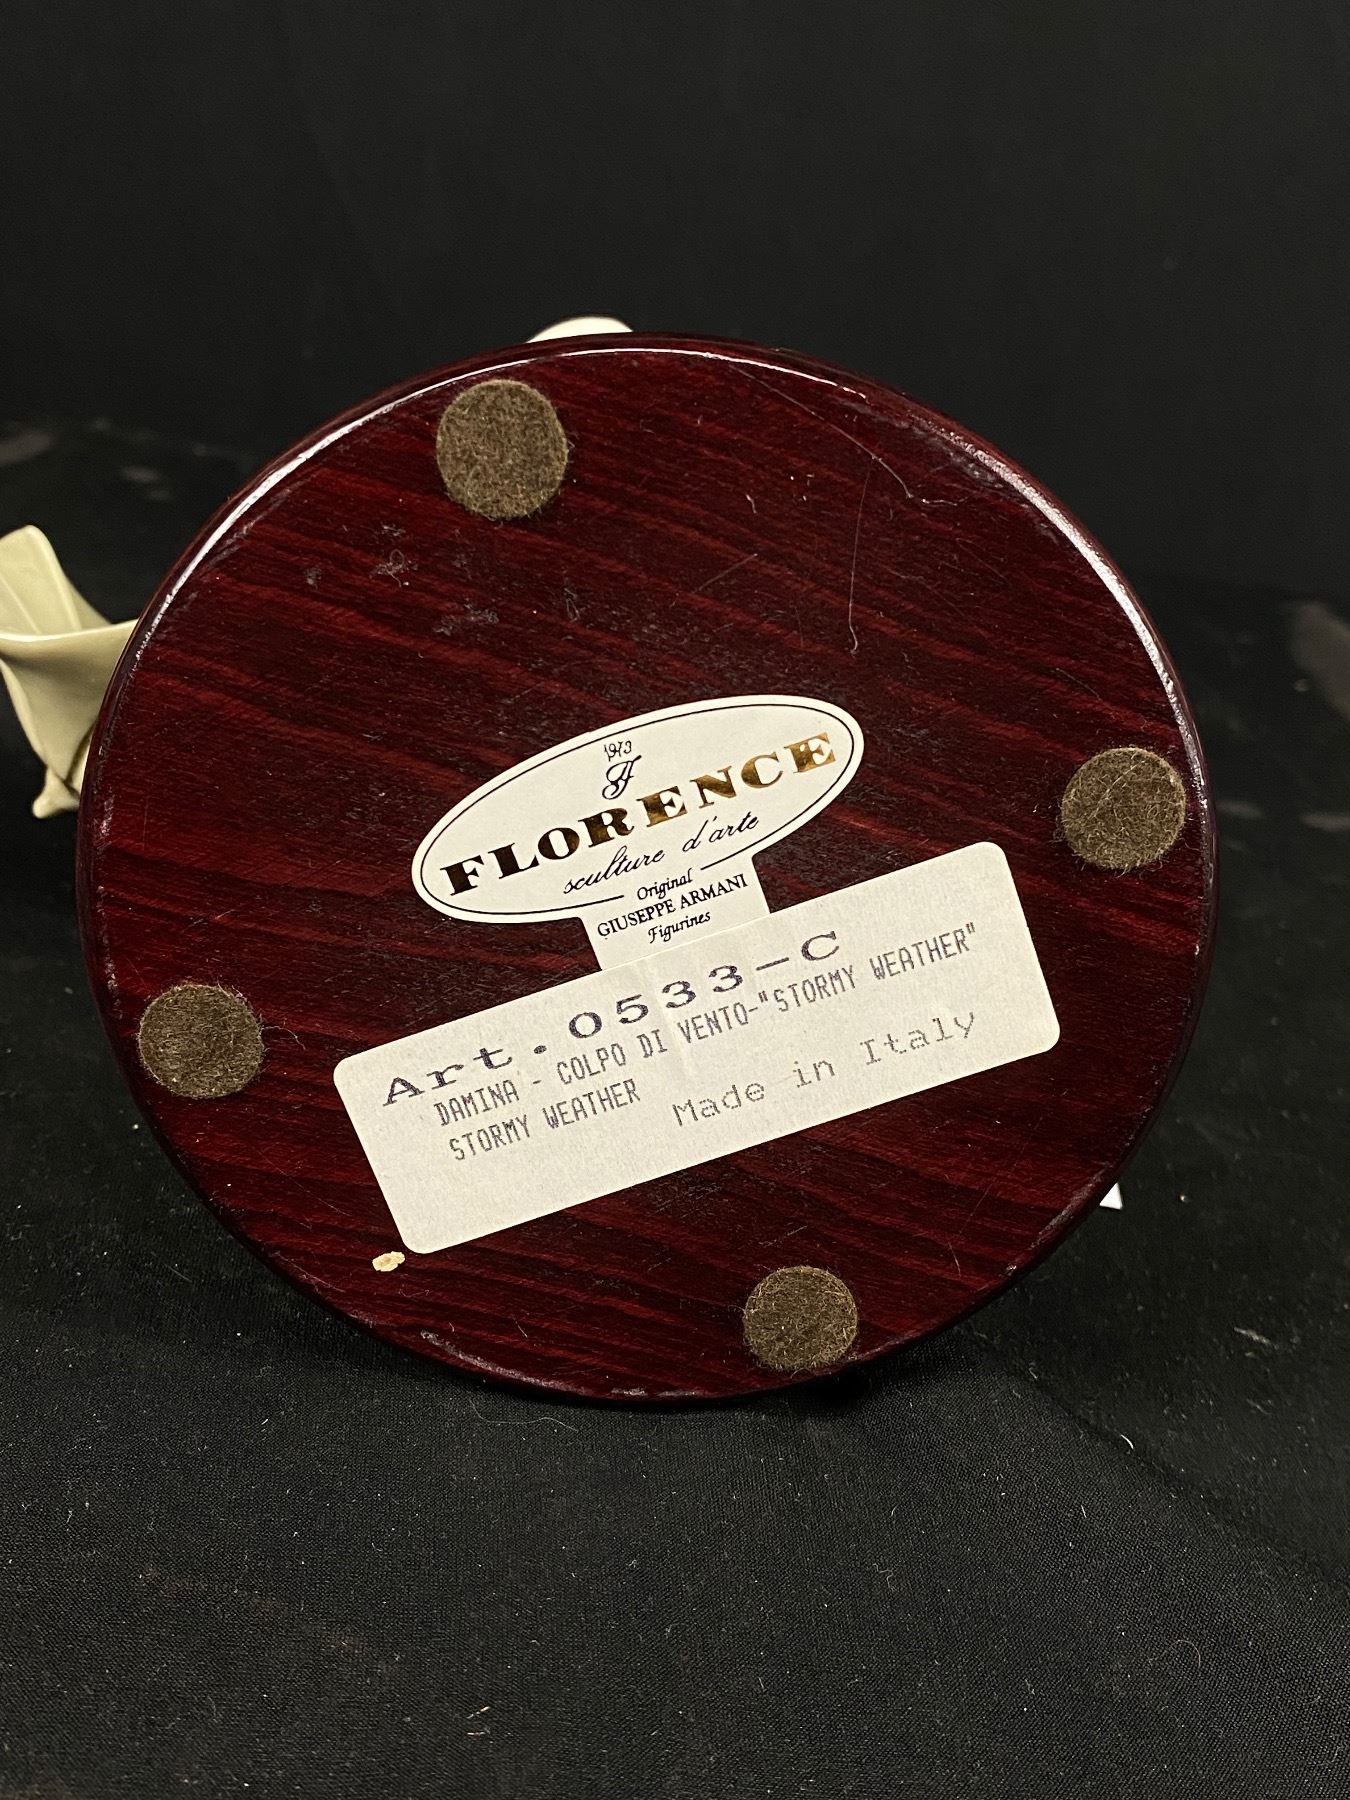 1973
FLORENCE
sculture d'arte
Original
GIUSEPPE ARMANI
Figurines
Art.0533-C
DAMINA - COLPO DI VENTO-"STORMY WEATHER"
STORMY WEATHER Made in Italy